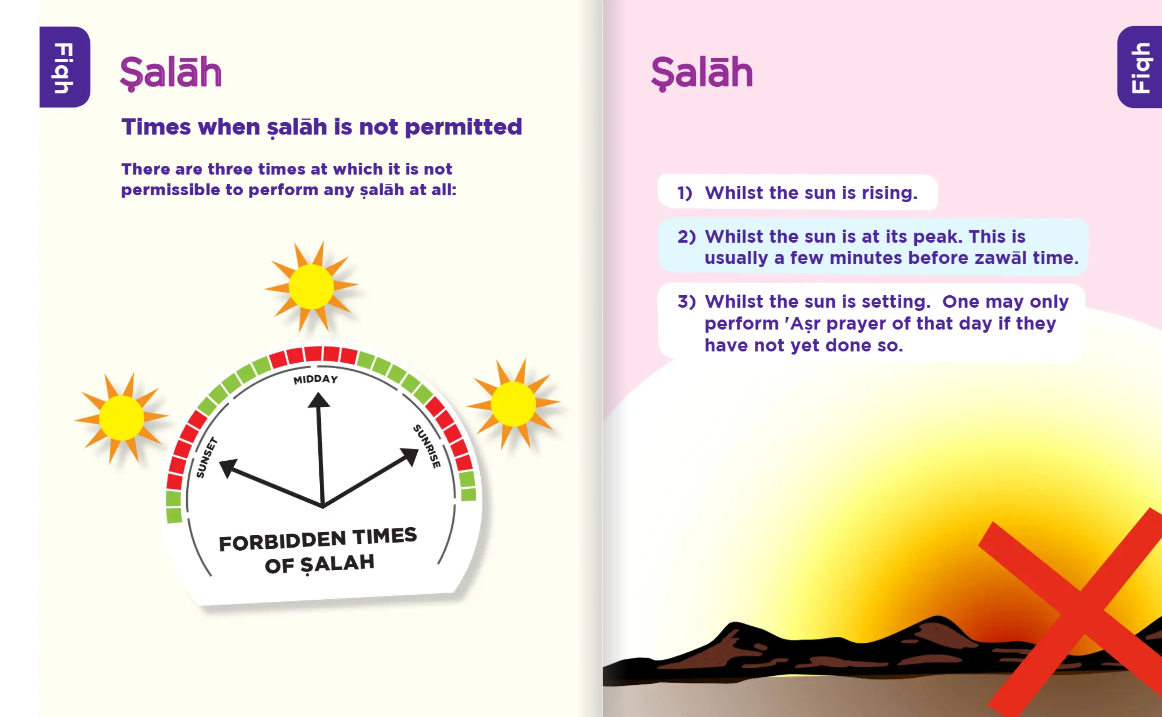 Fiqh
Ṣalāh
Times when ṣalāh is not permitted
There are three times at which it is not
permissible to perform any ṣalāh at all:
MIDDAY
SUNSET
SUNRISE
FORBIDDEN TIMES
OF ṢALAH
Ṣalāh
Fiqh
1) Whilst the sun is rising.
2) Whilst the sun is at its peak. This is
usually a few minutes before zawāl time.
3) Whilst the sun is setting. One may only
perform 'Aṣr prayer of that day if they
have not yet done so.